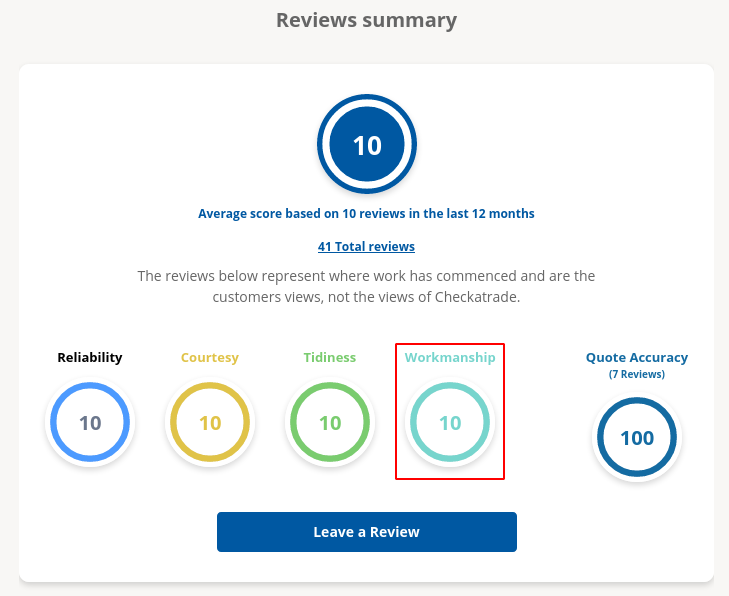 Reviews summary
10
Average score based on 10 reviews in the last 12 months
41 Total reviews
The reviews below represent where work has commenced and are the
customers views, not the views of Checkatrade.
Reliability
10
Courtesy
10
Tidiness
10
Workmanship
10
Quote Accuracy
(7 Reviews)
100
Leave a Review